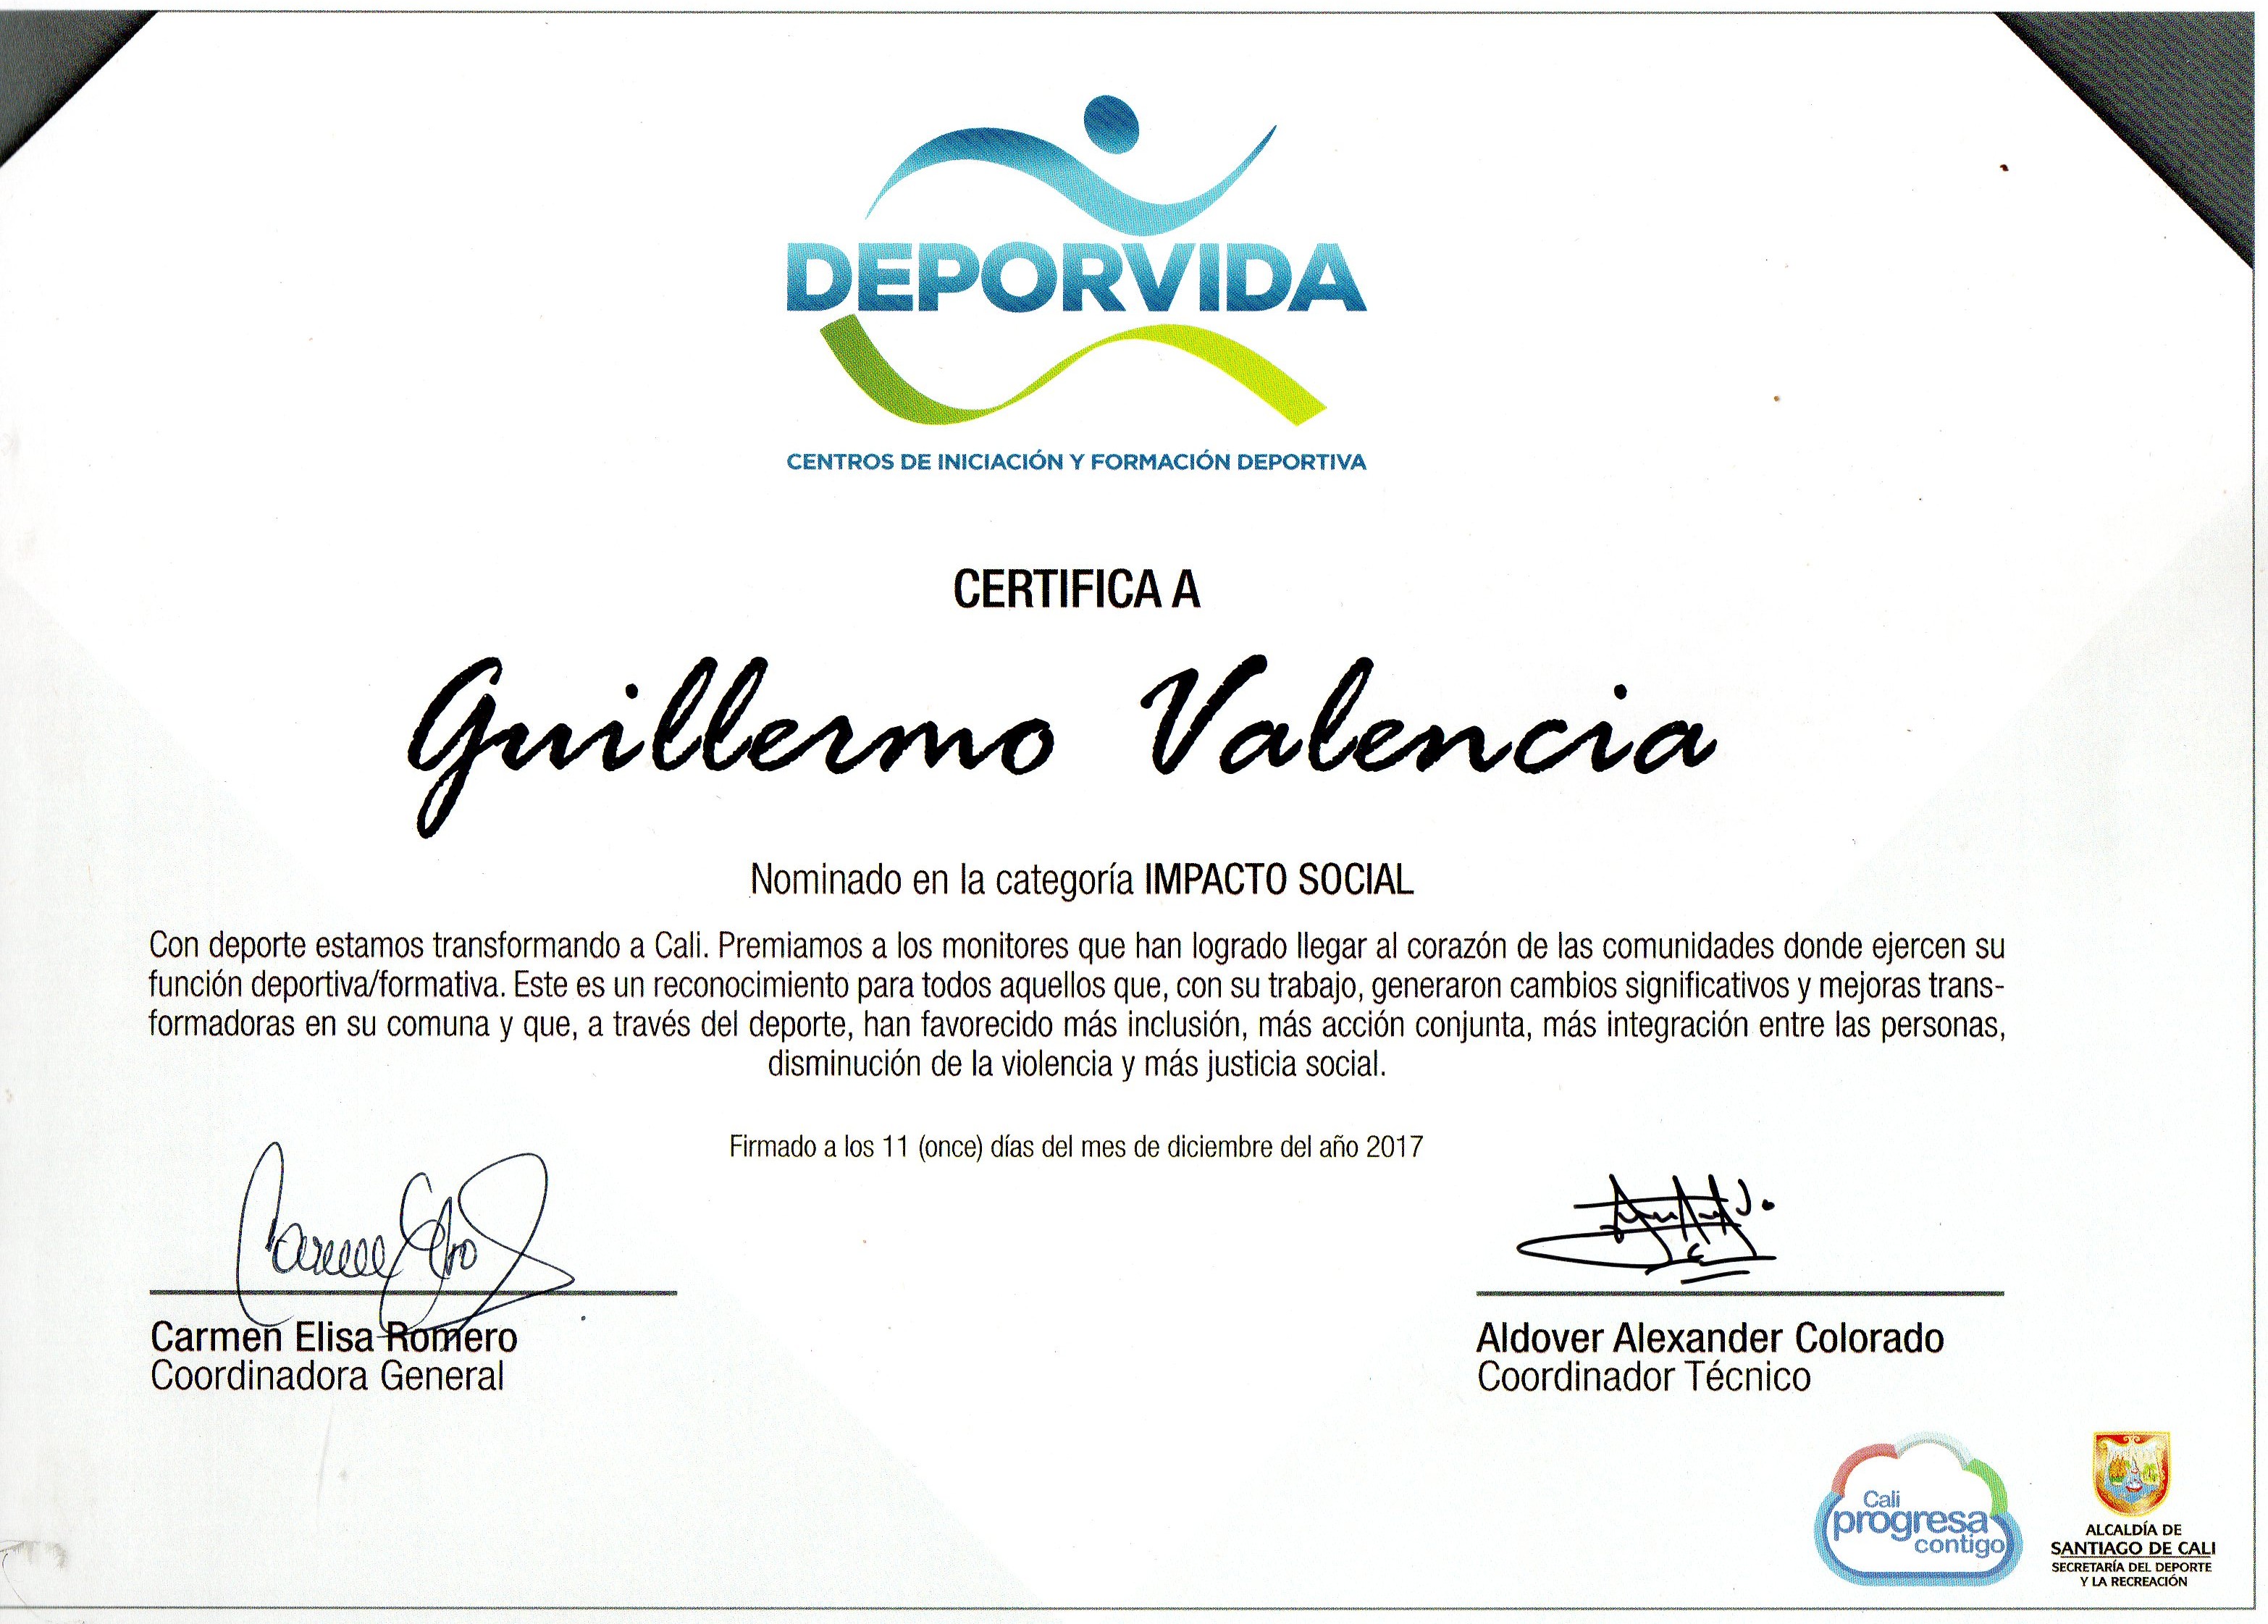 DEPORVIDA
CENTROS DE INICIACIÓN Y FORMACIÓN DEPORTIVA
CERTIFICA A
Guillermo Valencia
Nominado en la categoría IMPACTO SOCIAL
Con deporte estamos transformando a Cali. Premiamos a los monitores que han logrado llegar al corazón de las comunidades donde ejercen su
función deportiva/formativa. Este es un reconocimiento para todos aquellos que, con su trabajo, generaron cambios significativos y mejoras trans-
formadoras en su comuna y que, a través del deporte, han favorecido más inclusión, más acción conjunta, más integración entre las personas,
disminución de la violencia y más justicia social.
Firmado a los 11 (once) días del mes de diciembre del año 2017
Carmen Elisa Romero
Coordinadora General
Aldover Alexander Colorado
Coordinador Técnico
Cali
progresa
contigo
ALCALDÍA DE
SANTIAGO DE CALI
SECRETARÍA DEL DEPORTE
Y LA RECREACIÓN